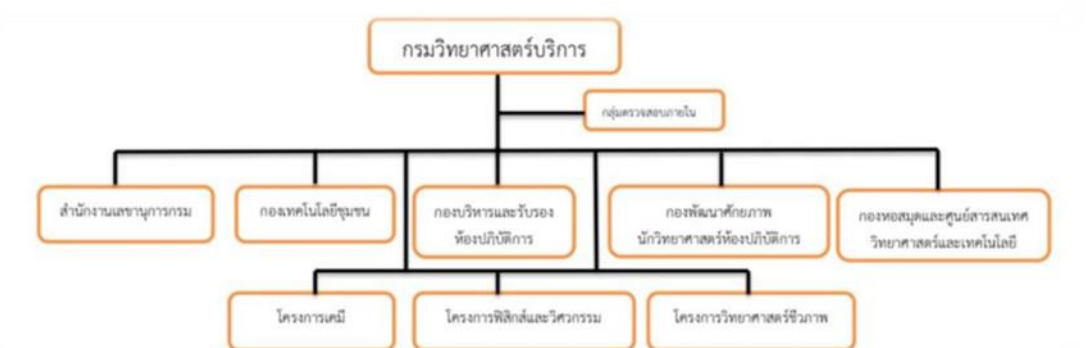 กรมวิทยาศาสตร์บริการ
กลุ่มตรวจสอบภายใน
สำนักงานเลขานุการกรม
กองเทคโนโลยีชุมชน
กองบริหารและรับรอง
ห้องปฏิบัติการ
กองพัฒนาศักยภาพ
นักวิทยาศาสตร์ห้องปฏิบัติการ
กองหอสมุดและศูนย์สารสนเทศ
วิทยาศาสตร์และเทคโนโลยี
โครงการเคมี
โครงการฟิสิกส์และวิศวกรรม
โครงการวิทยาศาสตร์ชีวภาพ